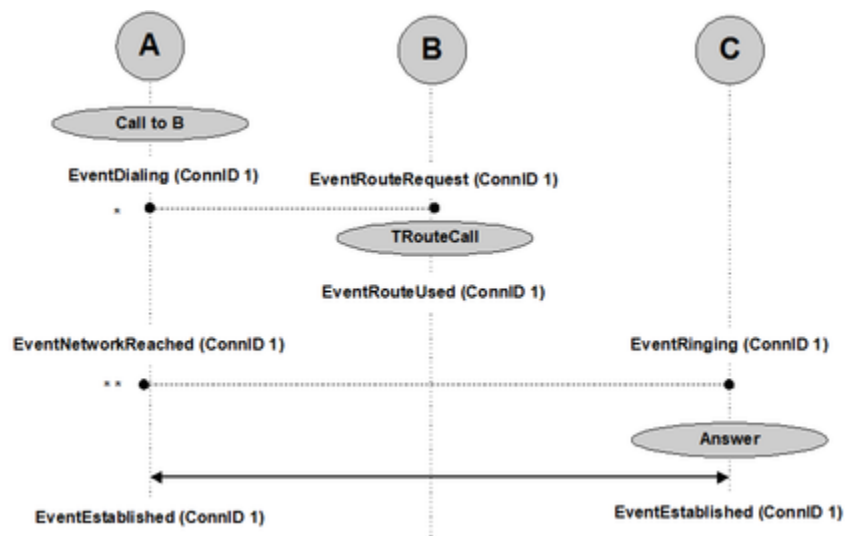 A B C
Call to B
EventDialing (ConnID 1) EventRouteRequest (ConnID 1)
*
TRouteCall
EventRouteUsed (ConnID 1)
EventNetworkReached (ConnID 1) EventRinging (ConnID 1)
**
Answer
EventEstablished (ConnID 1) EventEstablished (ConnID 1)